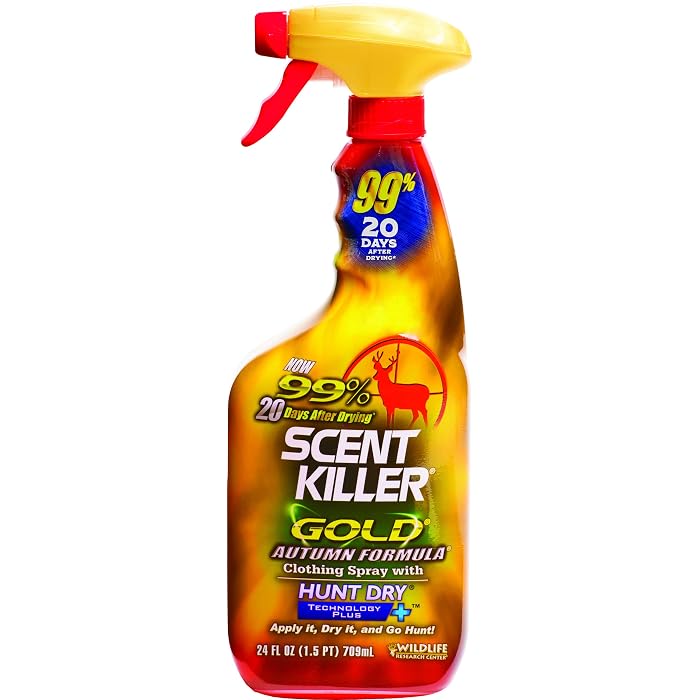 99%
20
DAYS
AFTER
DRYING*
NOW
99%
20 Days After Drying*
SCENT
KILLER®
GOLD®
AUTUMN FORMULA®
Clothing Spray with
HUNT DRY®
TECHNOLOGY
PLUS +™
Apply it, Dry it, and Go Hunt!
24 FL OZ (1.5 PT) 709mL
WILDLIFE
RESEARCH CENTER®